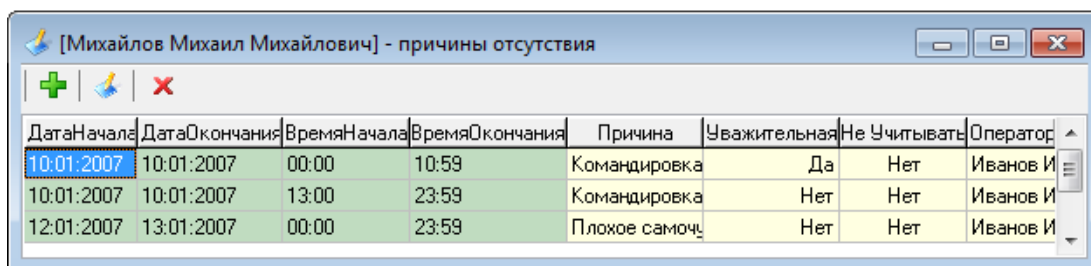 [Михайлов Михаил Михайлович] - причины отсутствия
ДатаНачала ДатаОкончания ВремяНачала ВремяОкончания Причина Уважительная Не Учитывать Оператор
10:01:2007 10:01:2007 00:00 10:59 Командировка Да Нет Иванов И
10:01:2007 10:01:2007 13:00 23:59 Командировка Нет Нет Иванов И
12:01:2007 13:01:2007 00:00 23:59 Плохое самочу Нет Нет Иванов И